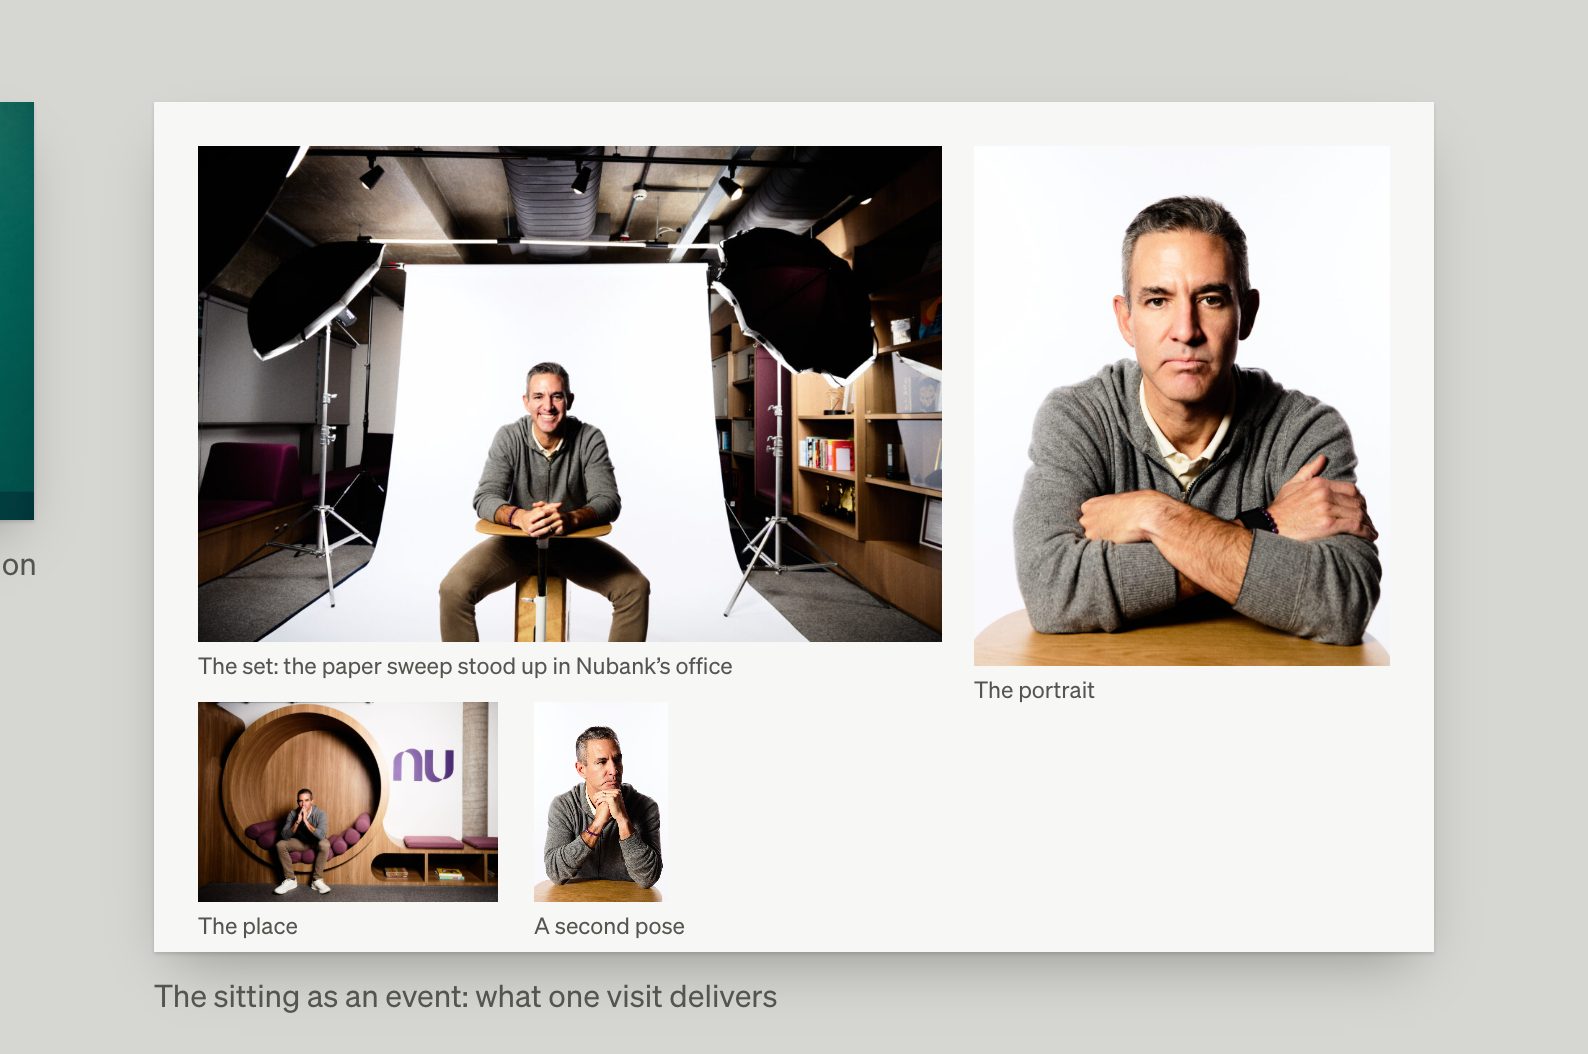 on
nu
The set: the paper sweep stood up in Nubank’s office
The portrait
The place
A second pose
The sitting as an event: what one visit delivers